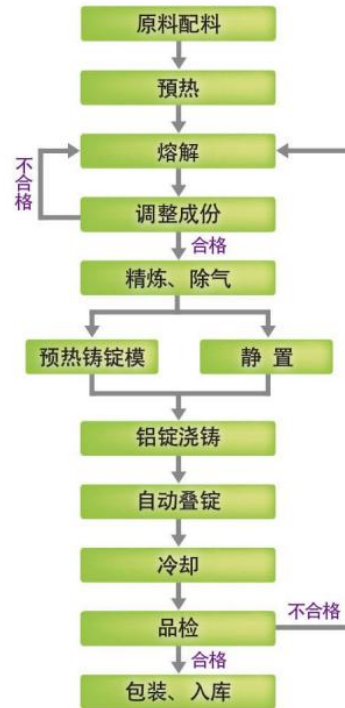 原料配料
預热
熔解
不合格
调整成份
合格
精炼、除气
预热铸锭模
静 置
铝锭浇铸
自动叠锭
冷却
品检
不合格
合格
包装、入库